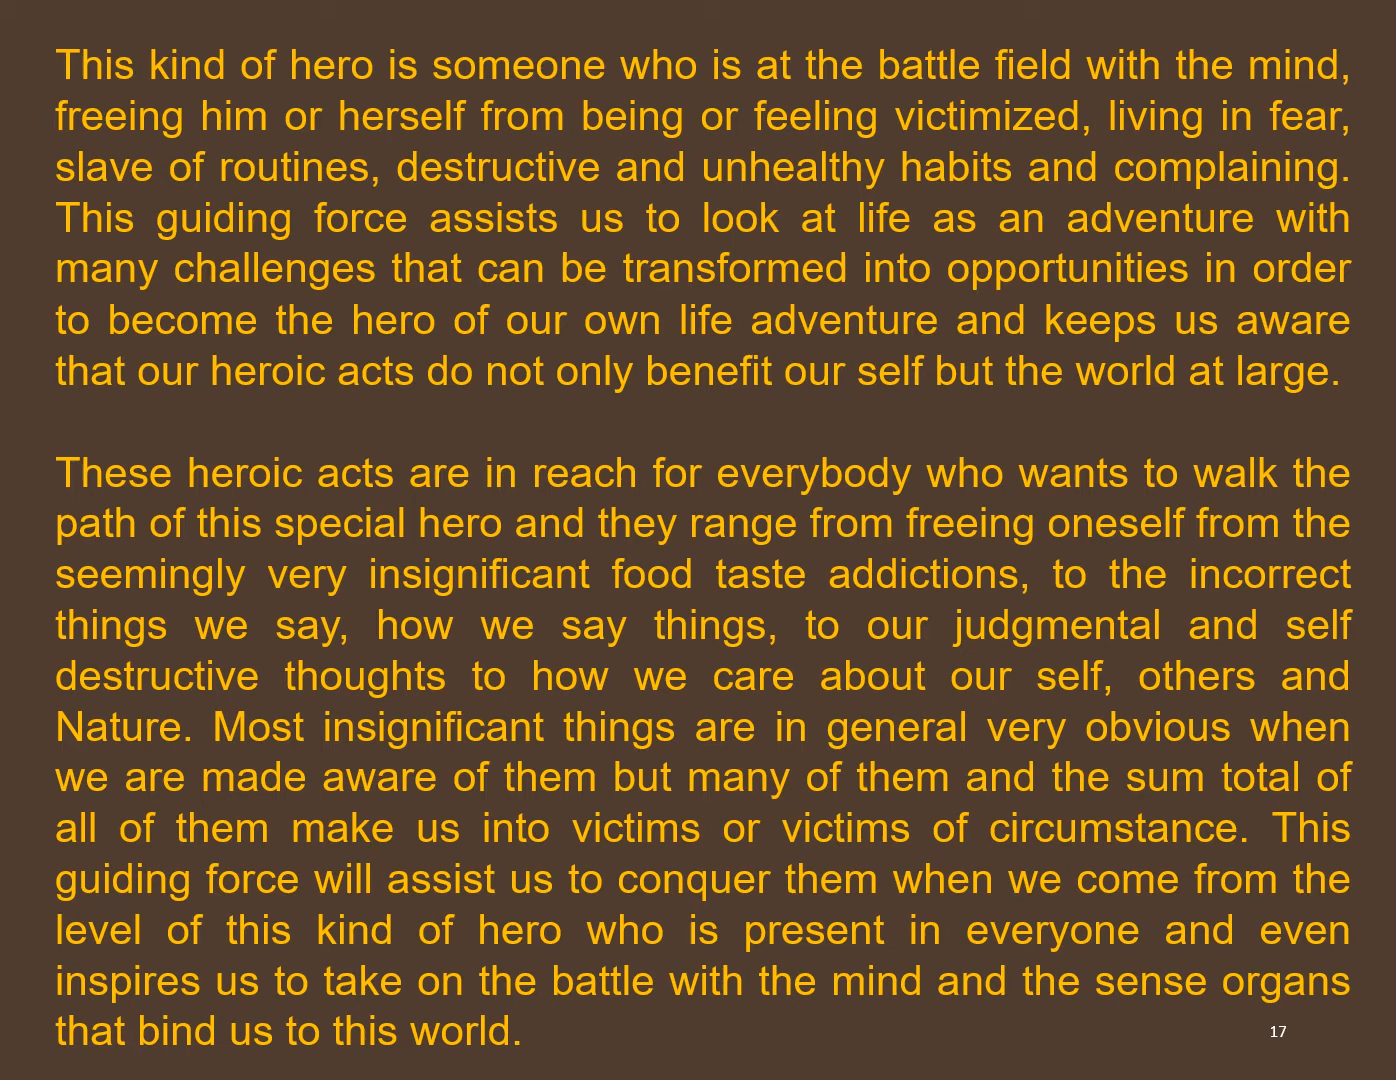 This kind of hero is someone who is at the battle field with the mind,
freeing him or herself from being or feeling victimized, living in fear,
slave of routines, destructive and unhealthy habits and complaining.
This guiding force assists us to look at life as an adventure with
many challenges that can be transformed into opportunities in order
to become the hero of our own life adventure and keeps us aware
that our heroic acts do not only benefit our self but the world at large.
These heroic acts are in reach for everybody who wants to walk the
path of this special hero and they range from freeing oneself from the
seemingly very insignificant food taste addictions, to the incorrect
things we say, how we say things, to our judgmental and self
destructive thoughts to how we care about our self, others and
Nature. Most insignificant things are in general very obvious when
we are made aware of them but many of them and the sum total of
all of them make us into victims or victims of circumstance. This
guiding force will assist us to conquer them when we come from the
level of this kind of hero who is present in everyone and even
inspires us to take on the battle with the mind and the sense organs
that bind us to this world.
17